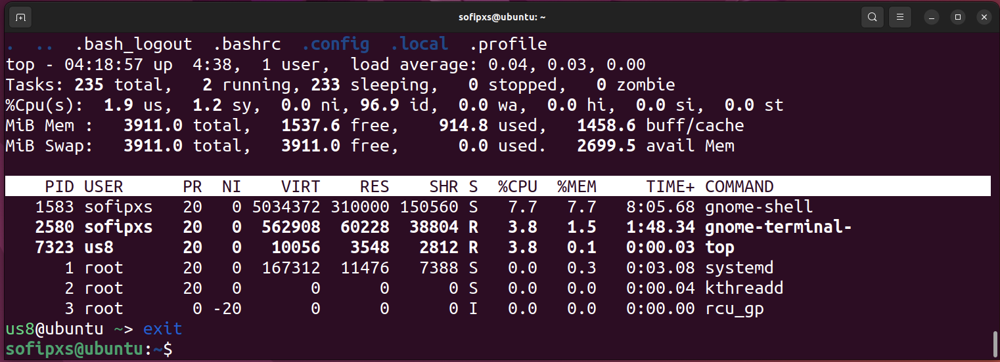 sofipxs@ubuntu: ~
.  ..  .bash_logout  .bashrc  .config  .local  .profile
top - 04:18:57 up  4:38,  1 user,  load average: 0.04, 0.03, 0.00
Tasks: 235 total,   2 running, 233 sleeping,   0 stopped,   0 zombie
%Cpu(s):  1.9 us,  1.2 sy,  0.0 ni, 96.9 id,  0.0 wa,  0.0 hi,  0.0 si,  0.0 st
MiB Mem :   3911.0 total,   1537.6 free,    914.8 used,   1458.6 buff/cache
MiB Swap:   3911.0 total,   3911.0 free,      0.0 used.   2699.5 avail Mem
    PID USER      PR  NI    VIRT    RES    SHR S  %CPU  %MEM     TIME+ COMMAND
   1583 sofipxs   20   0 5034372 310000 150560 S   7.7   7.7   8:05.68 gnome-shell
   2580 sofipxs   20   0  562908  60228  38804 R   3.8   1.5   1:48.34 gnome-terminal-
   7323 us8       20   0   10056   3548   2812 R   3.8   0.1   0:00.03 top
      1 root      20   0  167312  11476   7388 S   0.0   0.3   0:03.08 systemd
      2 root      20   0       0      0      0 S   0.0   0.0   0:00.04 kthreadd
      3 root       0 -20       0      0      0 I   0.0   0.0   0:00.00 rcu_gp
us8@ubuntu ~> exit
sofipxs@ubuntu:~$